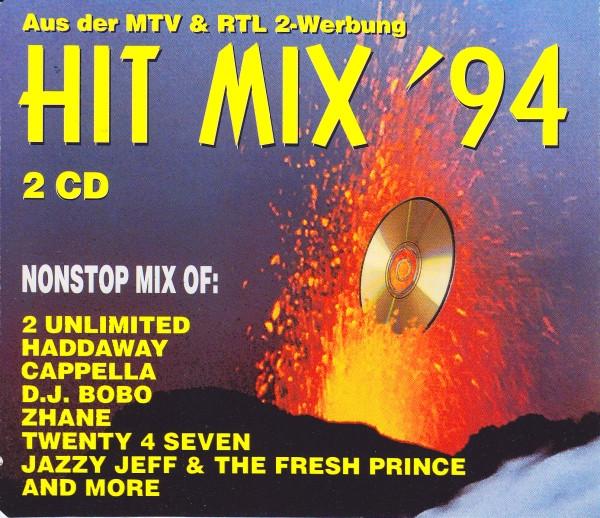 Aus der MTV & RTL 2-Werbung
HIT MIX ´94
2 CD
NONSTOP MIX OF:
2 UNLIMITED
HADDAWAY
CAPPELLA
D.J. BOBO
ZHANE
TWENTY 4 SEVEN
JAZZY JEFF & THE FRESH PRINCE
AND MORE